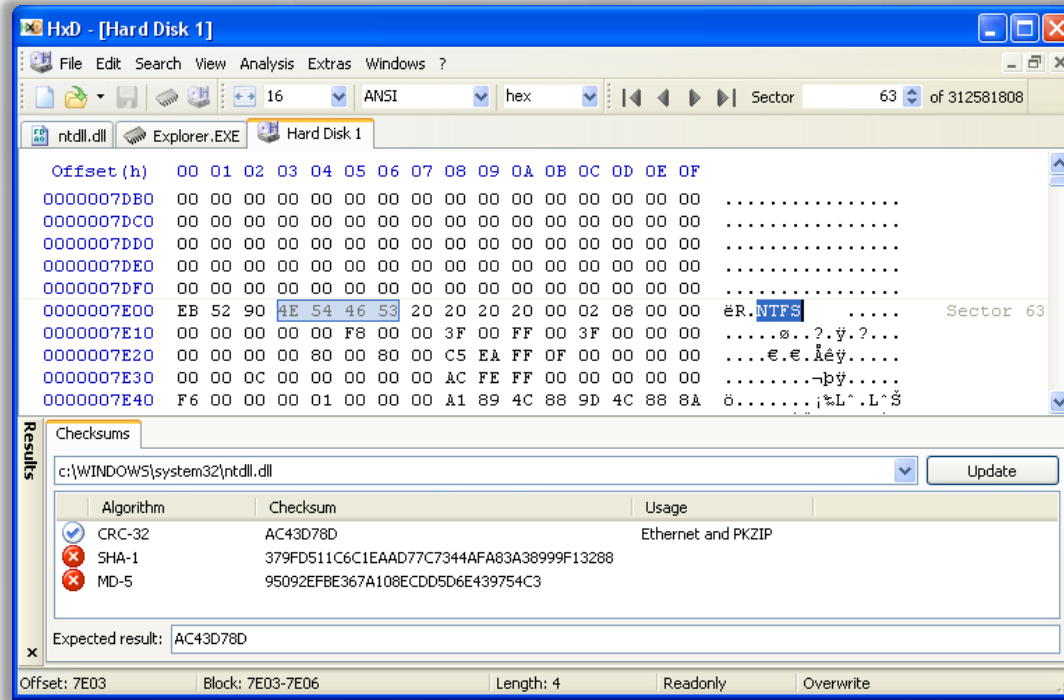 HxD - [Hard Disk 1]
File Edit Search View Analysis Extras Windows ?
16 ANSI hex Sector 63 of 312581808
ntdll.dll Explorer.EXE Hard Disk 1
Offset(h) 00 01 02 03 04 05 06 07 08 09 0A 0B 0C 0D 0E 0F
0000007DB0 00 00 00 00 00 00 00 00 00 00 00 00 00 00 00 00 ................
0000007DC0 00 00 00 00 00 00 00 00 00 00 00 00 00 00 00 00 ................
0000007DD0 00 00 00 00 00 00 00 00 00 00 00 00 00 00 00 00 ................
0000007DE0 00 00 00 00 00 00 00 00 00 00 00 00 00 00 00 00 ................
0000007DF0 00 00 00 00 00 00 00 00 00 00 00 00 00 00 00 00 ................
0000007E00 EB 52 90 4E 54 46 53 20 20 20 20 00 02 08 00 00 ëR.NTFS    ..... Sector 63
0000007E10 00 00 00 00 00 F8 00 00 3F 00 FF 00 3F 00 00 00 .....ø..?.ÿ.?...
0000007E20 00 00 00 00 80 00 80 00 C5 EA FF 0F 00 00 00 00 ....€.€.Åêÿ.....
0000007E30 00 00 0C 00 00 00 00 00 AC FE FF 00 00 00 00 00 ........¬þÿ.....
0000007E40 F6 00 00 00 01 00 00 00 A1 89 4C 88 9D 4C 88 8A ö.......¡‰Lˆ.LˆŠ
Results
Checksums
c:\WINDOWS\system32\ntdll.dll Update
Algorithm Checksum Usage
CRC-32 AC43D78D Ethernet and PKZIP
SHA-1 379FD511C6C1EAAD77C7344AFA83A38999F13288
MD-5 95092EFBE367A108ECDD5D6E439754C3
Expected result: AC43D78D
Offset: 7E03 Block: 7E03-7E06 Length: 4 Readonly Overwrite